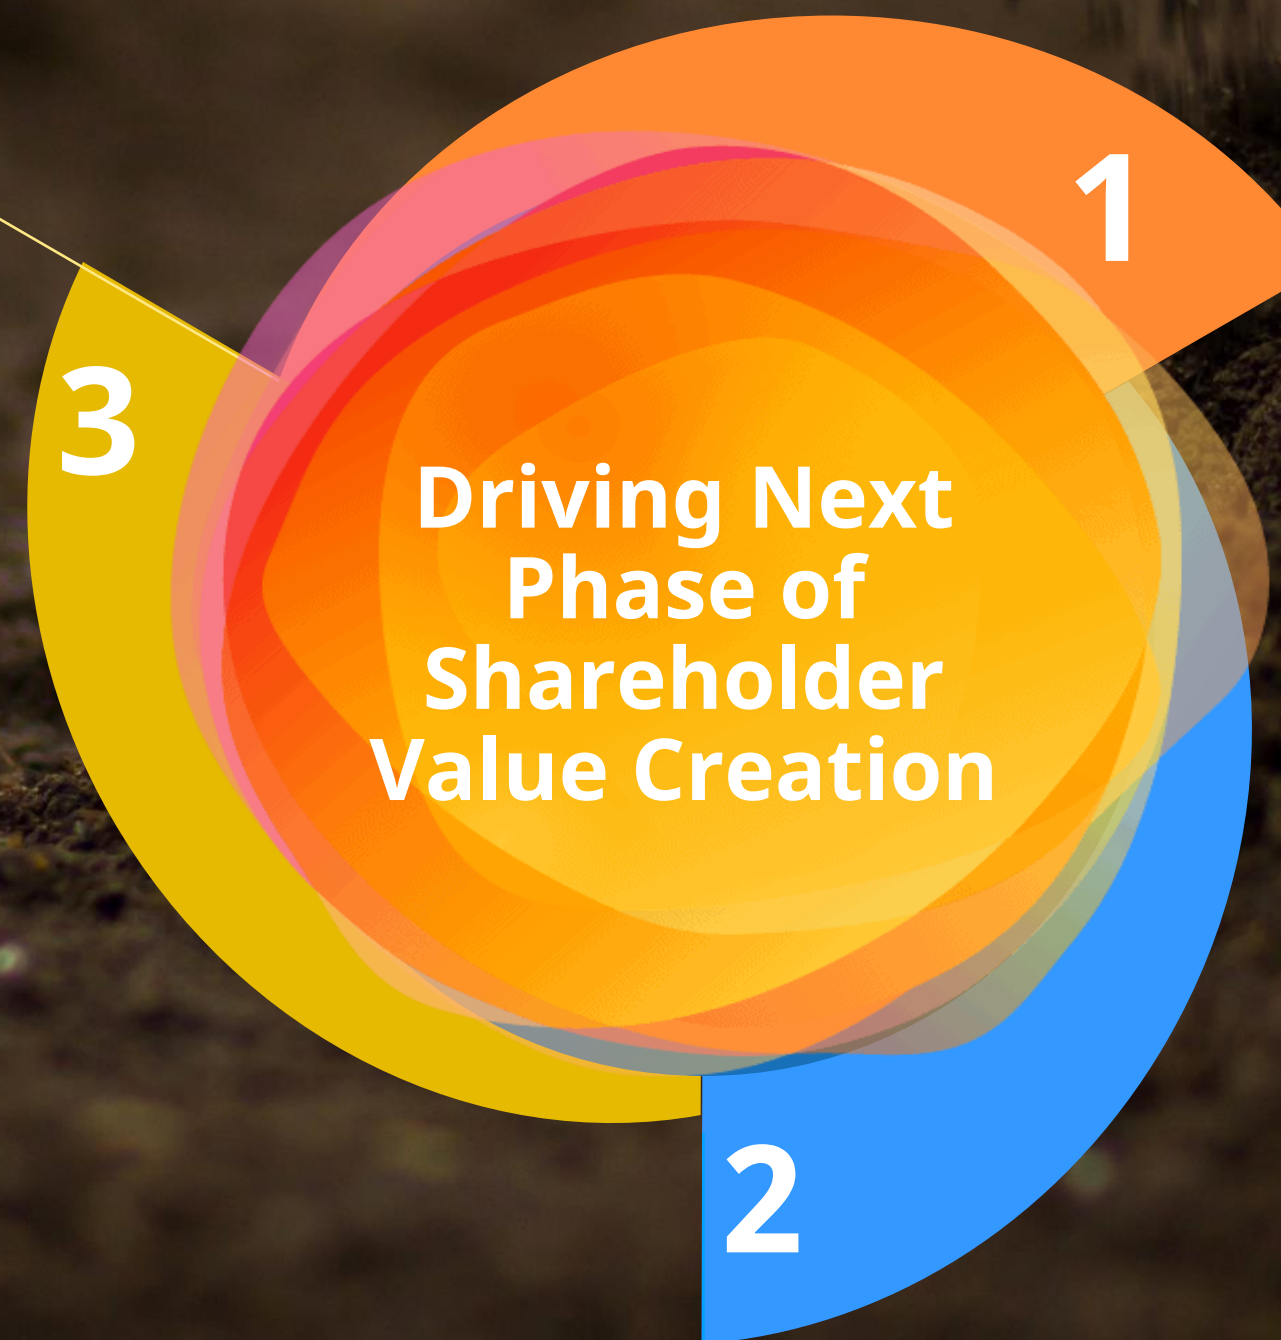 1
3
Driving Next
Phase of
Shareholder
Value Creation
2